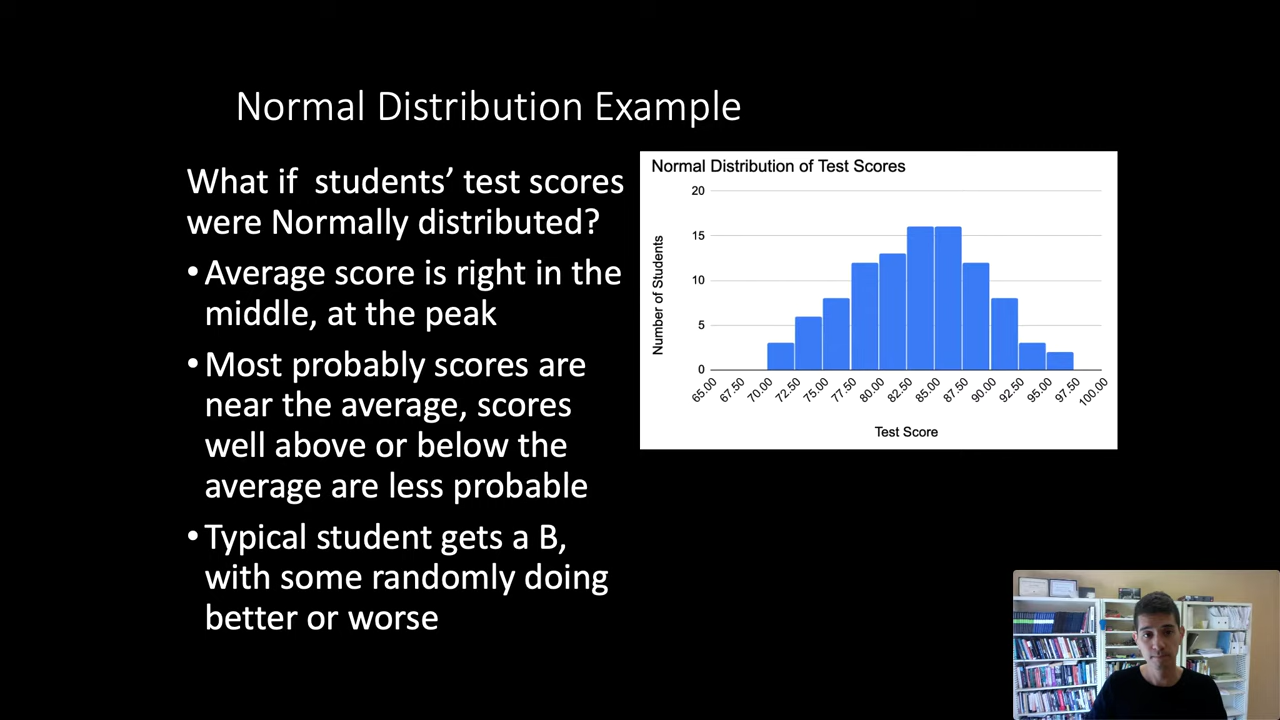 Normal Distribution Example
What if  students’ test scores
were Normally distributed?
•Average score is right in the
middle, at the peak
•Most probably scores are
near the average, scores
well above or below the
average are less probable
•Typical student gets a B,
with some randomly doing
better or worse
Normal Distribution of Test Scores
20
15
10
5
0
Number of Students
65.00 67.50 70.00 72.50 75.00 77.50 80.00 82.50 85.00 87.50 90.00 92.50 95.00 97.50 100.00
Test Score